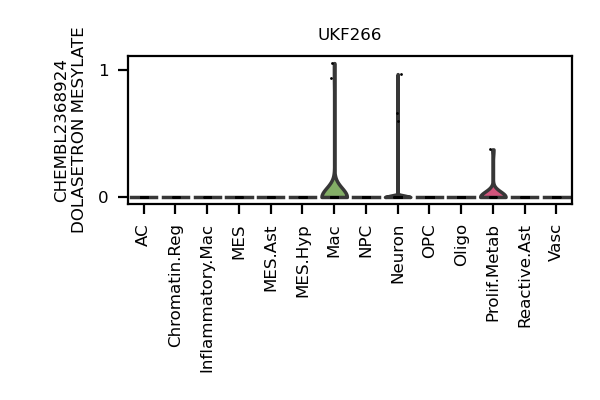 UKF266
CHEMBL2368924
DOLASETRON MESYLATE
1
0
AC
Chromatin.Reg
Inflammatory.Mac
MES
MES.Ast
MES.Hyp
Mac
NPC
Neuron
OPC
Oligo
Prolif.Metab
Reactive.Ast
Vasc